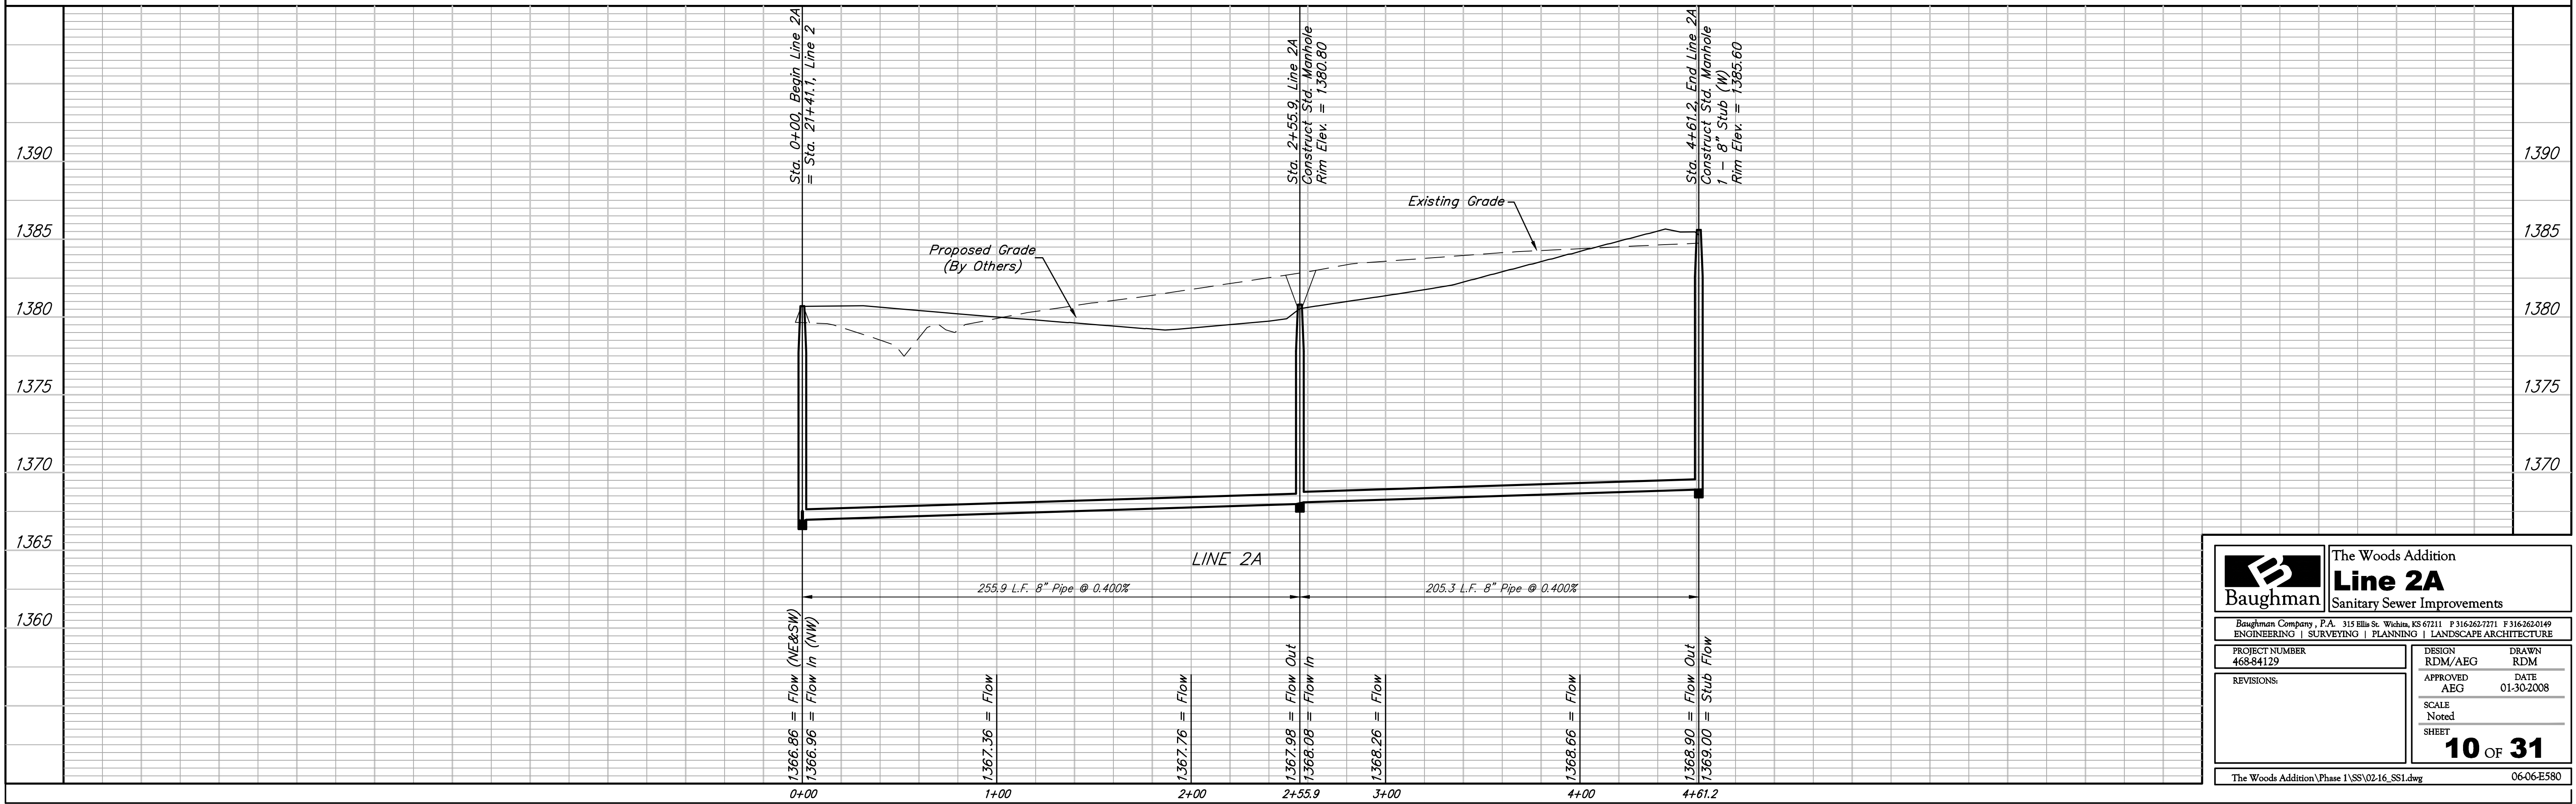 Sta. 0+00, Begin Line 2A
= Sta. 21+41.1, Line 2
Sta. 2+55.9, Line 2A
Construct Std. Manhole
Rim Elev. = 1380.80
Sta. 4+61.2, End Line 2A
Construct Std. Manhole
1 - 8" Stub (W)
Rim Elev. = 1385.60
1390
1390
1385
1385
1380
1380
1375
1375
1370
1370
1365
1360
Existing Grade
Proposed Grade
(By Others)
LINE 2A
255.9 L.F. 8" Pipe @ 0.400%
205.3 L.F. 8" Pipe @ 0.400%
1366.86 = Flow (NE&SW)
1366.96 = Flow In (NW)
1367.36 = Flow
1367.76 = Flow
1367.98 = Flow Out
1368.08 = Flow In
1368.26 = Flow
1368.66 = Flow
1368.90 = Flow Out
1369.00 = Stub Flow
0+00
1+00
2+00
2+55.9
3+00
4+00
4+61.2
B
Baughman
The Woods Addition
Line 2A
Sanitary Sewer Improvements
Baughman Company, P.A. 315 Ellis St. Wichita, KS 67211 P 316-262-7271 F 316-262-0149
ENGINEERING | SURVEYING | PLANNING | LANDSCAPE ARCHITECTURE
PROJECT NUMBER
468-84129
REVISIONS:
DESIGN
RDM/AEG
DRAWN
RDM
APPROVED
AEG
DATE
01-30-2008
SCALE
Noted
SHEET
10 OF 31
The Woods Addition\Phase 1\SS\02-16_SS1.dwg
06-06-E580